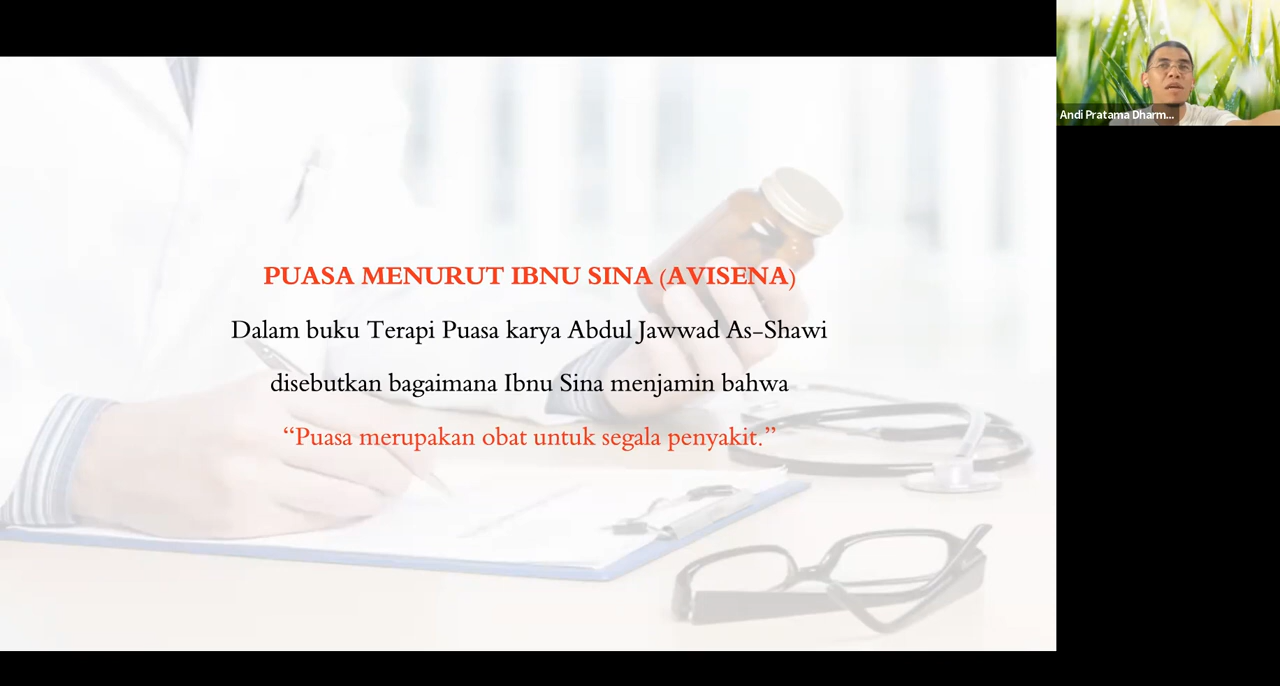 PUASA MENURUT IBNU SINA (AVISENA)
Dalam buku Terapi Puasa karya Abdul Jawwad As-Shawi
disebutkan bagaimana Ibnu Sina menjamin bahwa
“Puasa merupakan obat untuk segala penyakit.”
Andi Pratama Dharm...